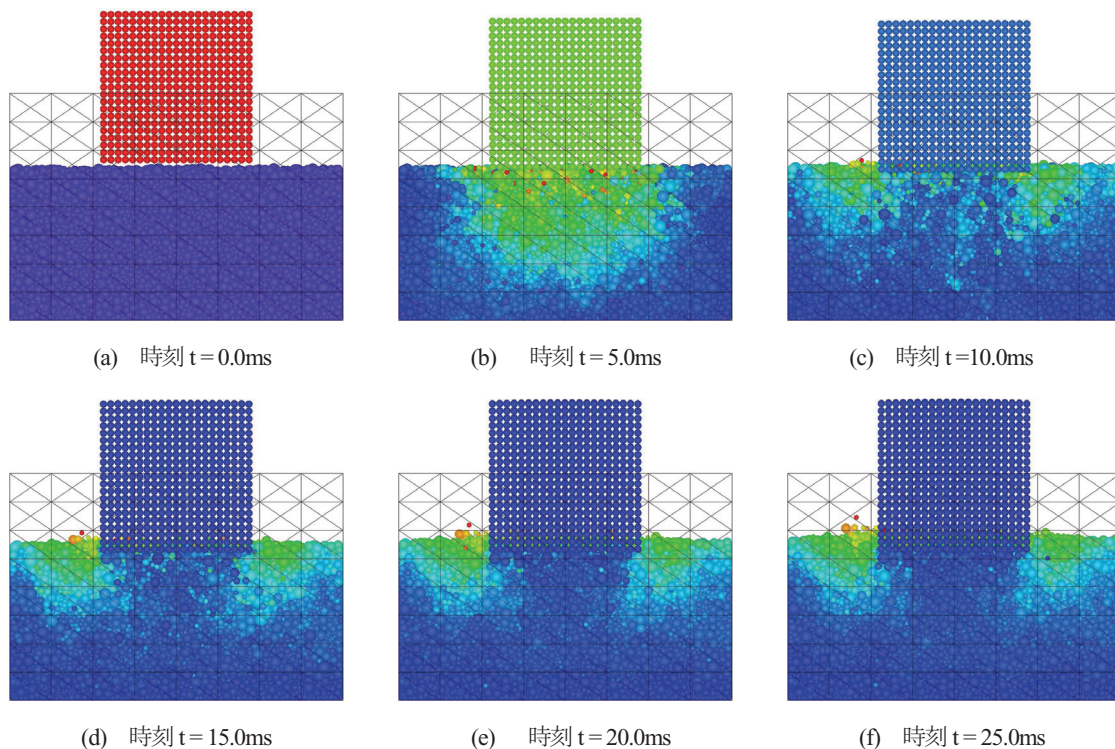 (a) 時刻 t = 0.0ms
(b) 時刻 t = 5.0ms
(c) 時刻 t =10.0ms
(d) 時刻 t = 15.0ms
(e) 時刻 t = 20.0ms
(f) 時刻 t = 25.0ms